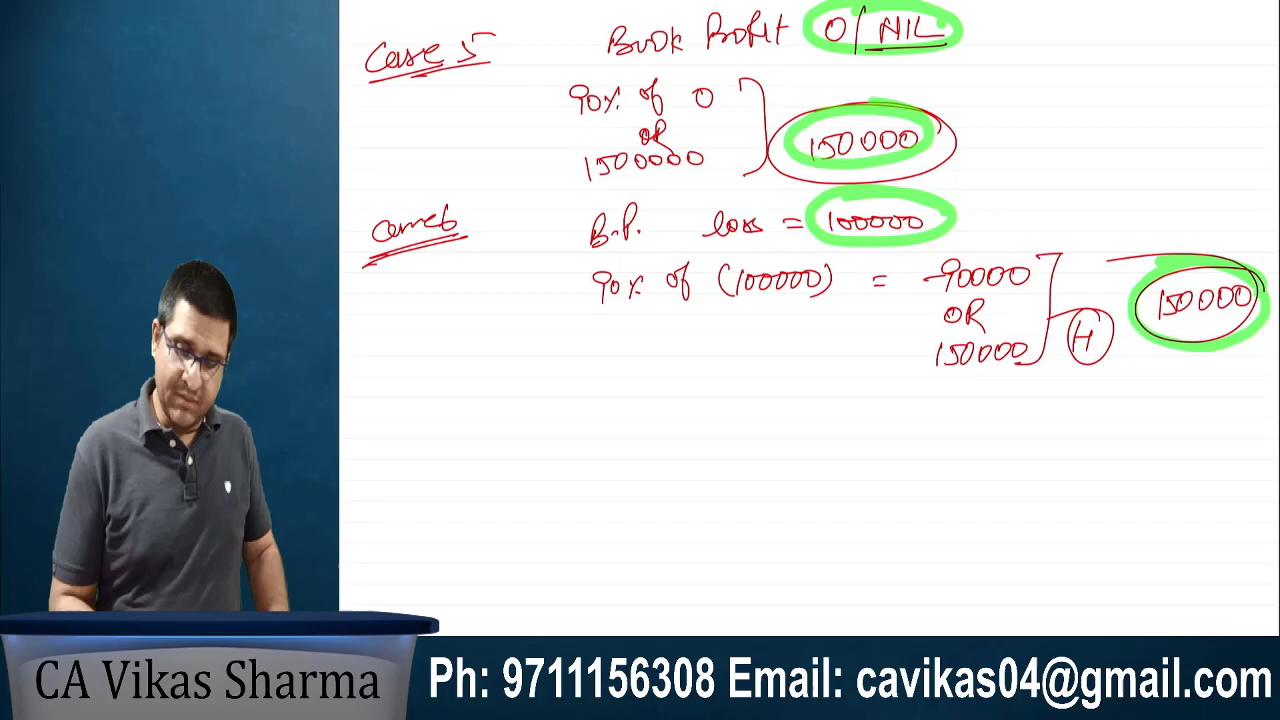 Case 5 Book Profit 0/NIL
90% of 0
OR
1500000
150000
Case 6 B.P. loss = 100000
90% of (100000) = -90000
OR
150000
H
150000
CA Vikas Sharma
Ph: 9711156308 Email: cavikas04@gmail.com